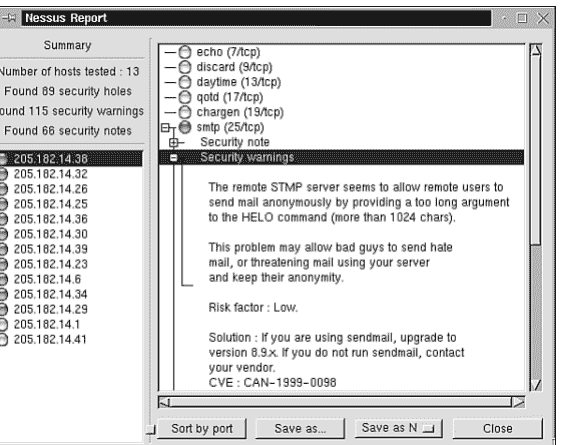 Nessus Report
Summary
Number of hosts tested : 13
Found 89 security holes
ound 115 security warnings
Found 66 security notes
205.182.14.38
205.182.14.32
205.182.14.26
205.182.14.25
205.182.14.36
205.182.14.30
205.182.14.39
205.182.14.23
205.182.14.6
205.182.14.34
205.182.14.29
205.182.14.1
205.182.14.41
echo (7/tcp)
discard (9/tcp)
daytime (13/tcp)
qotd (17/tcp)
chargen (19/tcp)
smtp (25/tcp)
Security note
Security warnings
The remote STMP server seems to allow remote users to
send mail anonymously by providing a too long argument
to the HELO command (more than 1024 chars).
This problem may allow bad guys to send hate
mail, or threatening mail using your server
and keep their anonymity.
Risk factor : Low.
Solution : If you are using sendmail, upgrade to
version 8.9.x. If you do not run sendmail, contact
your vendor.
CVE : CAN-1999-0098
Sort by port
Save as...
Save as N
Close